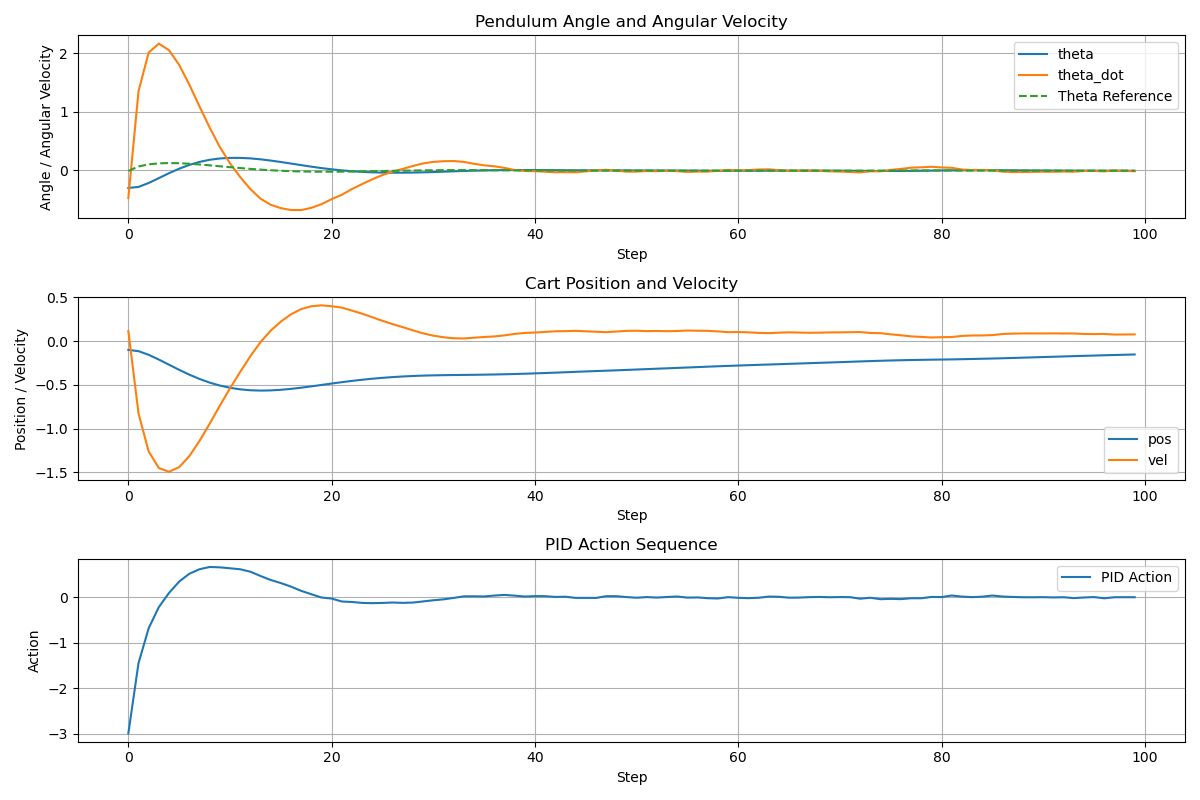 Pendulum Angle and Angular Velocity
Angle / Angular Velocity
2
1
0
theta
theta_dot
Theta Reference
0 20 40 60 80 100
Step
Cart Position and Velocity
Position / Velocity
0.5
0.0
−0.5
−1.0
−1.5
pos
vel
0 20 40 60 80 100
Step
PID Action Sequence
Action
0
−1
−2
−3
PID Action
0 20 40 60 80 100
Step